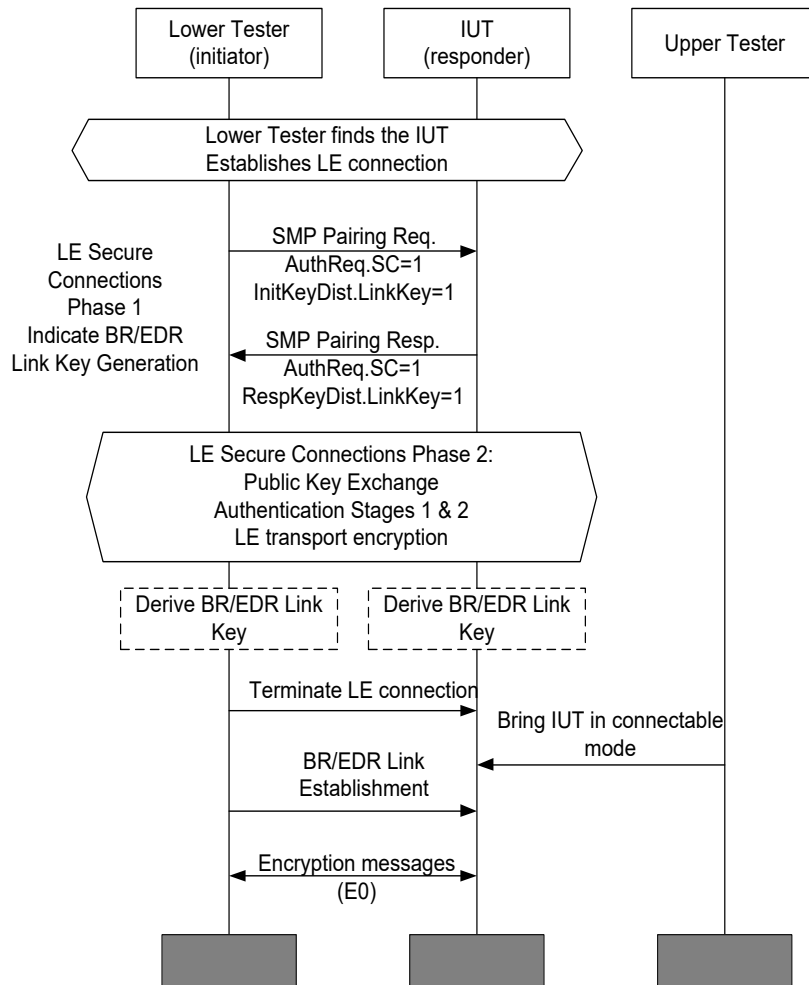 Lower Tester
(initiator)
IUT
(responder)
Upper Tester
Lower Tester finds the IUT
Establishes LE connection
LE Secure
Connections
Phase 1
Indicate BR/EDR
Link Key Generation
SMP Pairing Req.
AuthReq.SC=1
InitKeyDist.LinkKey=1
SMP Pairing Resp.
AuthReq.SC=1
RespKeyDist.LinkKey=1
LE Secure Connections Phase 2:
Public Key Exchange
Authentication Stages 1 & 2
LE transport encryption
Derive BR/EDR Link
Key
Derive BR/EDR Link
Key
Terminate LE connection
Bring IUT in connectable
mode
BR/EDR Link
Establishment
Encryption messages
(E0)